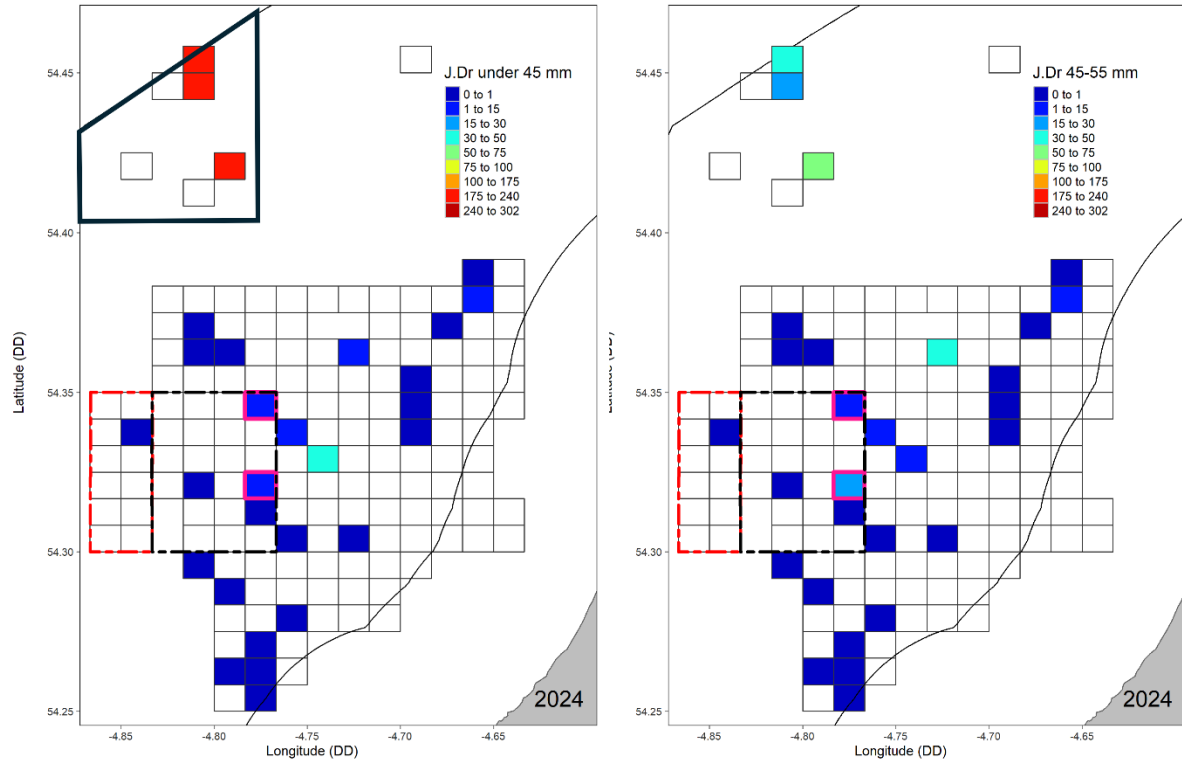 J.Dr under 45 mm
0 to 1
1 to 15
15 to 30
30 to 50
50 to 75
75 to 100
100 to 175
175 to 240
240 to 302
54.45
54.40
54.35
54.30
54.25
Latitude (DD)
-4.85
-4.80
-4.75
-4.70
-4.65
Longitude (DD)
2024
J.Dr 45-55 mm
0 to 1
1 to 15
15 to 30
30 to 50
50 to 75
75 to 100
100 to 175
175 to 240
240 to 302
54.45
54.40
54.35
54.30
54.25
Latitude (DD)
-4.85
-4.80
-4.75
-4.70
-4.65
Longitude (DD)
2024